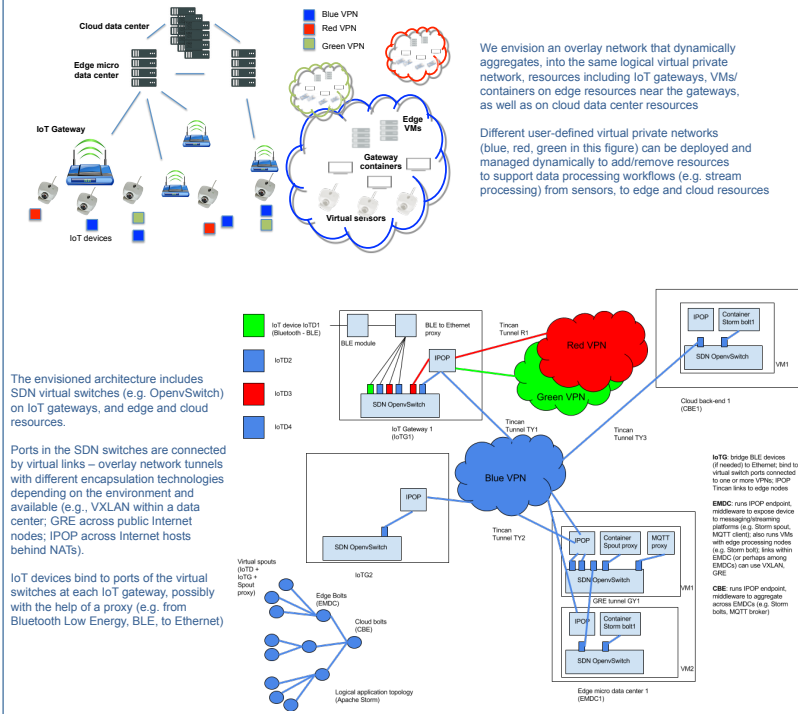 Cloud data center
Edge micro
data center
IoT Gateway
IoT devices
Blue VPN
Red VPN
Green VPN
Edge
VMs
Gateway
containers
Virtual sensors
We envision an overlay network that dynamically
aggregates, into the same logical virtual private
network, resources including IoT gateways, VMs/
containers on edge resources near the gateways,
as well as on cloud data center resources
Different user-defined virtual private networks
(blue, red, green in this figure) can be deployed and
managed dynamically to add/remove resources
to support data processing workflows (e.g. stream
processing) from sensors, to edge and cloud resources
The envisioned architecture includes
SDN virtual switches (e.g. OpenvSwitch)
on IoT gateways, and edge and cloud
resources.
Ports in the SDN switches are connected
by virtual links – overlay network tunnels
with different encapsulation technologies
depending on the environment and
available (e.g., VXLAN within a data
center; GRE across public Internet
nodes; IPOP across Internet hosts
behind NATs).
IoT devices bind to ports of the virtual
switches at each IoT gateway, possibly
with the help of a proxy (e.g. from
Bluetooth Low Energy, BLE, to Ethernet)
IoT device IoTD1
(Bluetooth - BLE)
IoTD2
IoTD3
IoTD4
BLE module
BLE to Ethernet
proxy
IPOP
SDN OpenvSwitch
IoT Gateway 1
(IoTG1)
Tincan
Tunnel R1
Red VPN
Green VPN
Tincan
Tunnel TY1
Tincan
Tunnel TY3
Blue VPN
Tincan
Tunnel TY2
IPOP
Container
Storm bolt1
SDN OpenvSwitch
VM1
Cloud back-end 1
(CBE1)
IPOP
SDN OpenvSwitch
IoTG2
IPOP
Container
Spout proxy
MQTT
proxy
SDN OpenvSwitch
GRE tunnel GY1
VM1
IPOP
Container
Storm bolt1
SDN OpenvSwitch
VM2
Edge micro data center 1
(EMDC1)
Virtual spouts
(IoTD +
IoTG +
Spout
proxy)
Edge Bolts
(EMDC)
Cloud bolts
(CBE)
Logical application topology
(Apache Storm)
IoTG: bridge BLE devices
(if needed) to Ethernet; bind to
virtual switch ports connected
to one or more VPNs; IPOP
Tincan links to edge nodes
EMDC: runs IPOP endpoint,
middleware to expose device
to messaging/streming
platforms (e.g. Storm spout,
MQTT client); also runs VMs
with edge processing nodes
(e.g. Storm bolt); links within
EMDC (or perhaps among
EMDCs) can use VXLAN,
GRE
CBE: runs IPOP endpoint,
middleware to aggregate
across EMDCs (e.g. Storm
bolts, MQTT broker)